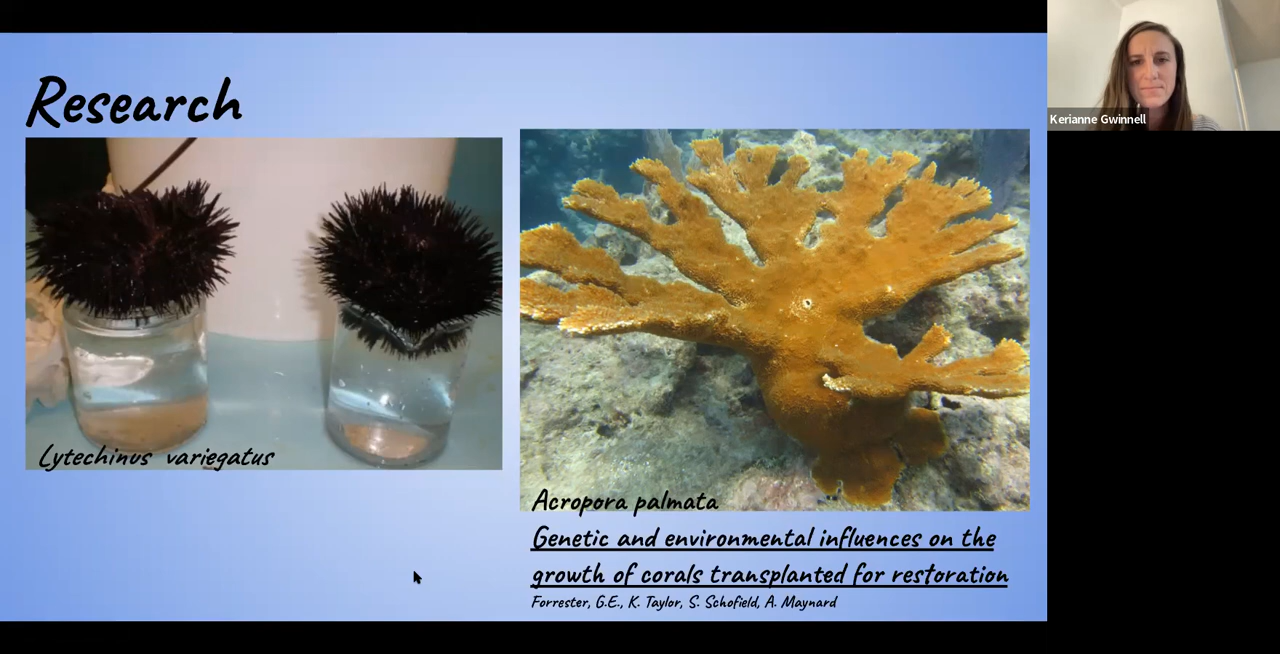 Research
Kerianne Gwinnell
Lytechinus variegatus
Acropora palmata
Genetic and environmental influences on the
growth of corals transplanted for restoration
Forrester, G.E., K. Taylor, S. Schofield, A. Maynard